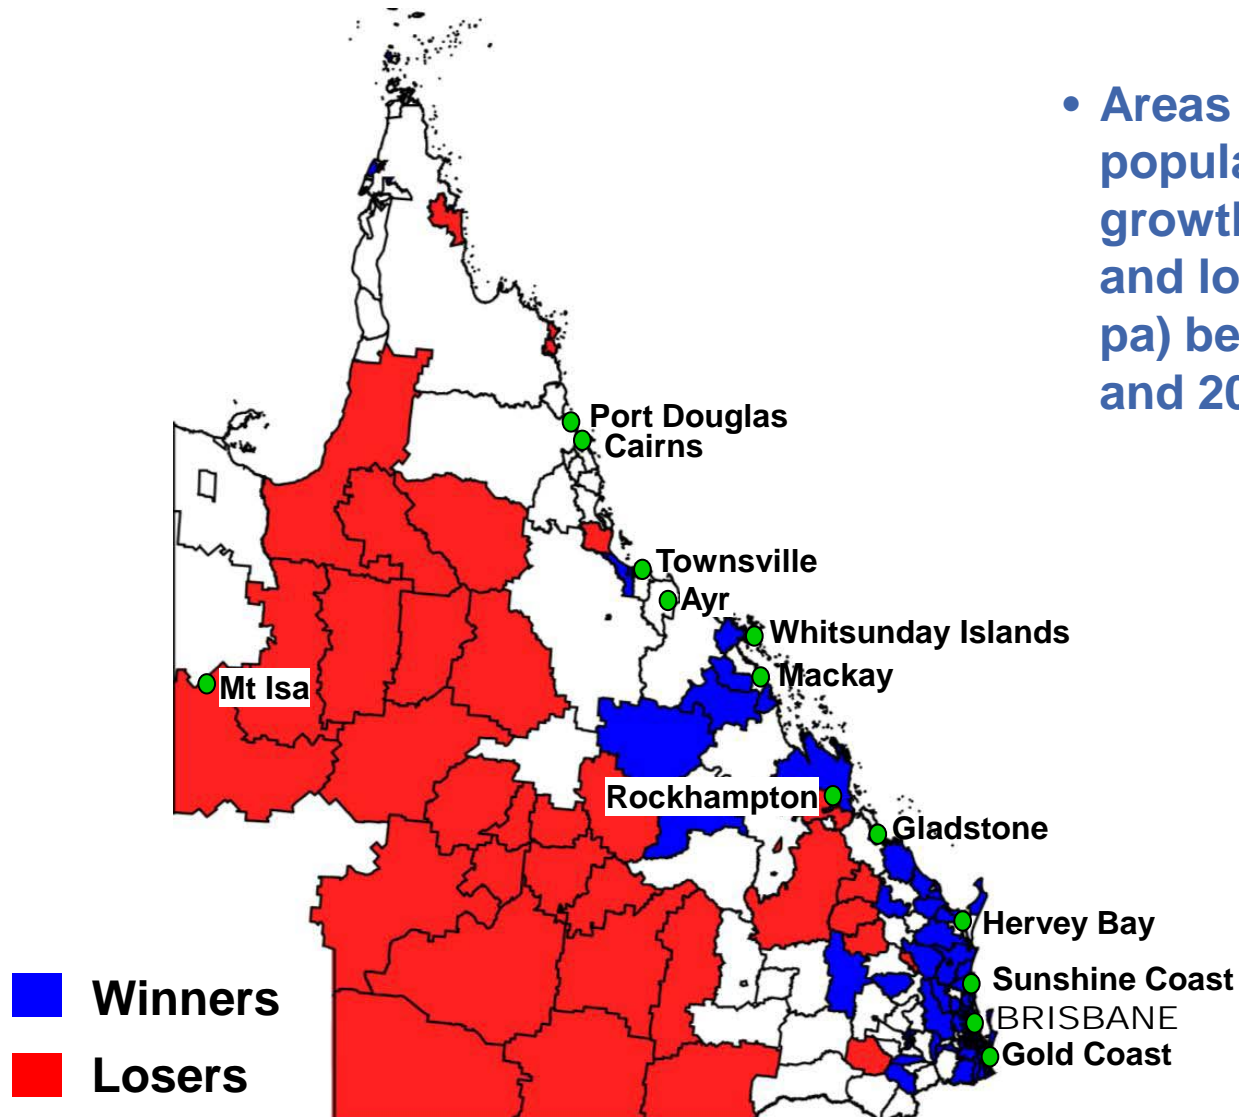 • Areas
growth
Port Douglas
and lo
Cairns
pa) be
and 20
Townsville
Ayr
Whitsunday Islands
Mackay
Mt Isa
Rockhampton
Gladstone
Hervey Bay
Sunshine Coast
BRISBANE
Gold Coast
Winners
Losers